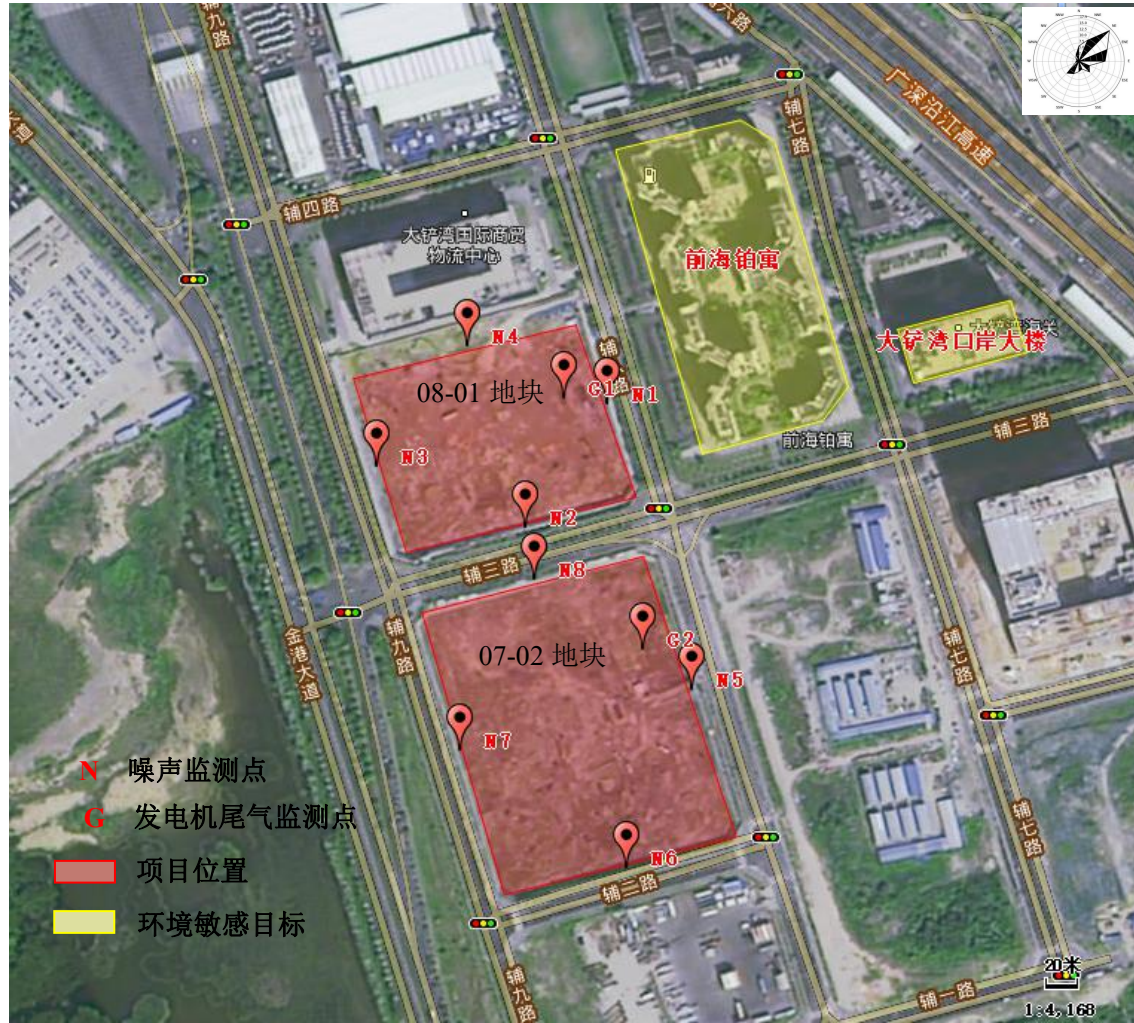 辅九路
辅六路
广深沿江高速
辅七路
辅四路
大铲湾国际商贸
物流中心
前海铂寓
大铲湾口岸大楼
N4
08-01 地块
G1
N1
N3
前海铂寓
辅三路
N2
辅三路
N8
辅九路
金港大道
07-02 地块
G2
N5
辅七路
N7
N 噪声监测点
G 发电机尾气监测点
辅七路
项目位置
N6
辅二路
环境敏感目标
辅九路
20米
辅一路
1:4,168